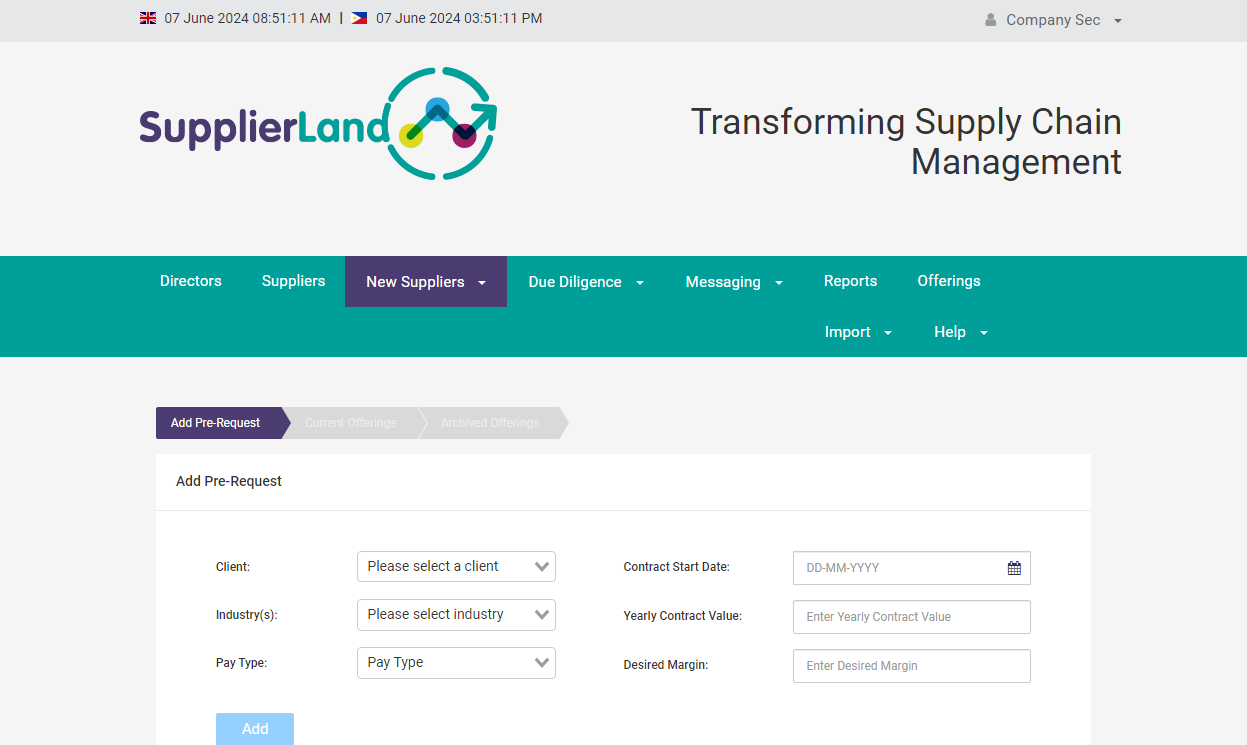 07 June 2024 08:51:11 AM | 07 June 2024 03:51:11 PM
Company Sec
SupplierLand
Transforming Supply Chain
Management
Directors Suppliers New Suppliers Due Diligence Messaging Reports Offerings
Import Help
Add Pre-Request Current Offerings Archived Offerings
Add Pre-Request
Client: Please select a client Contract Start Date: DD-MM-YYYY
Industry(s): Please select industry Yearly Contract Value: Enter Yearly Contract Value
Pay Type: Pay Type Desired Margin: Enter Desired Margin
Add